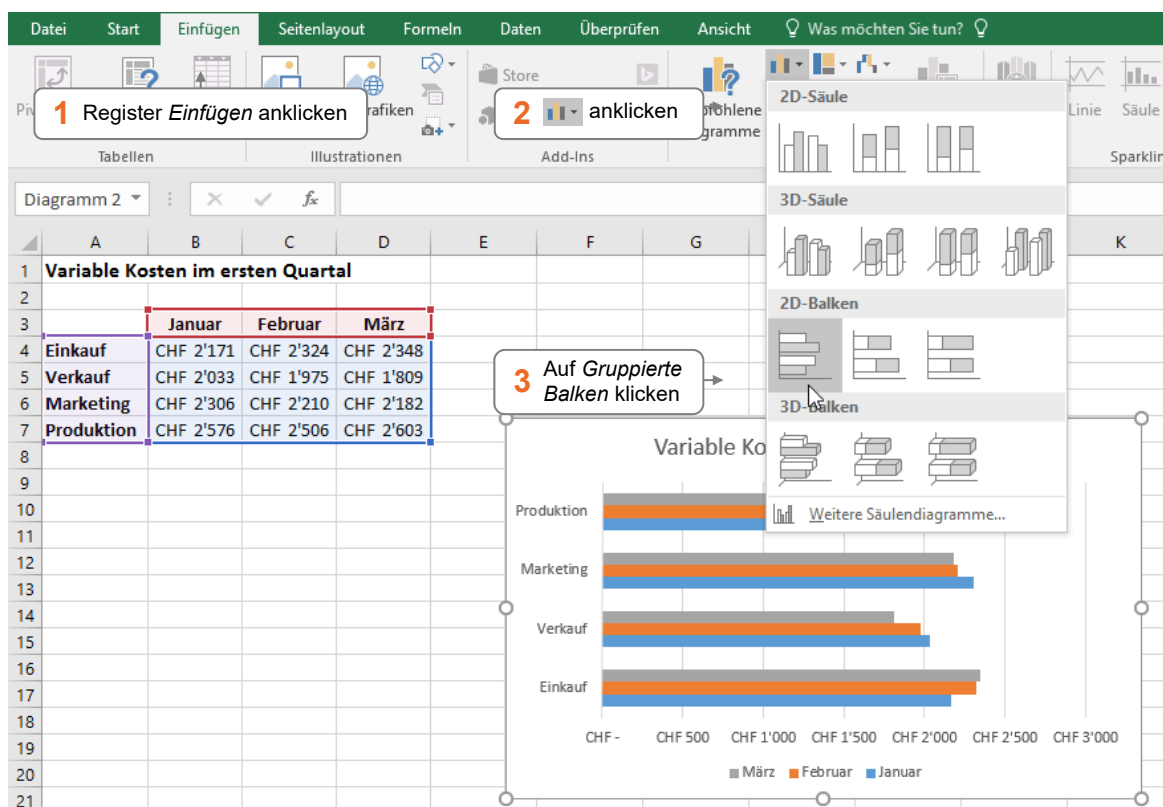 Datei Start Einfügen Seitenlayout Formeln Daten Überprüfen Ansicht Was möchten Sie tun?
Store
Linie Säule
1 Register Einfügen anklicken
2 anklicken
Tabellen Illustrationen Add-Ins
Diagramm 2 fx
2D-Säule
3D-Säule
2D-Balken
3D-Balken
Weitere Säulendiagramme...
A B C D E F G K
1 Variable Kosten im ersten Quartal
2
3 Januar Februar März
4 Einkauf CHF 2'171 CHF 2'324 CHF 2'348
5 Verkauf CHF 2'033 CHF 1'975 CHF 1'809
6 Marketing CHF 2'306 CHF 2'210 CHF 2'182
7 Produktion CHF 2'576 CHF 2'506 CHF 2'603
8
9
10
11
12
13
14
15
16
17
18
19
20
21
3 Auf Gruppierte
Balken klicken
Variable Ko
Produktion
Marketing
Verkauf
Einkauf
CHF - CHF 500 CHF 1'000 CHF 1'500 CHF 2'000 CHF 2'500 CHF 3'000
März Februar Januar